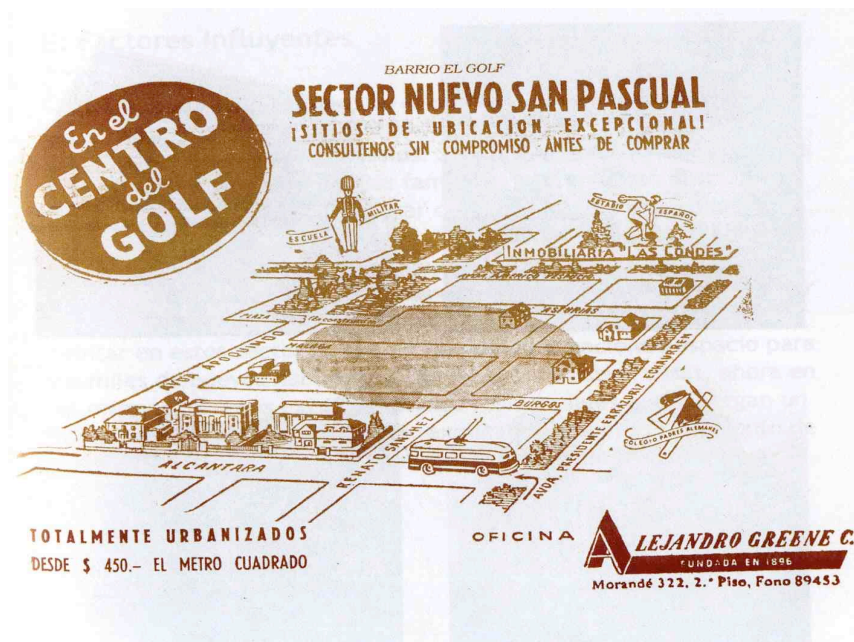 BARRIO EL GOLF
SECTOR NUEVO SAN PASCUAL
¡SITIOS DE UBICACION EXCEPCIONAL!
CONSULTENOS SIN COMPROMISO ANTES DE COMPRAR
En el
CENTRO
del
GOLF
ESCUELA MILITAR
ESTADIO ESPAÑOL
INMOBILIARIA "LAS CONDES"
PLAZA
ASTURIAS
AVDA. APOQUINDO
MALAGA
BURGOS
RENATO SANCHEZ
AVDA. PRESIDENTE ERRAZURIZ ECHAURREN
COLEGIO PADRES ALEMANES
ALCANTARA
TOTALMENTE URBANIZADOS
DESDE $ 450.- EL METRO CUADRADO
OFICINA
ALEJANDRO GREENE C.
FUNDADA EN 1896
Morandé 322, 2.° Piso, Fono 89453